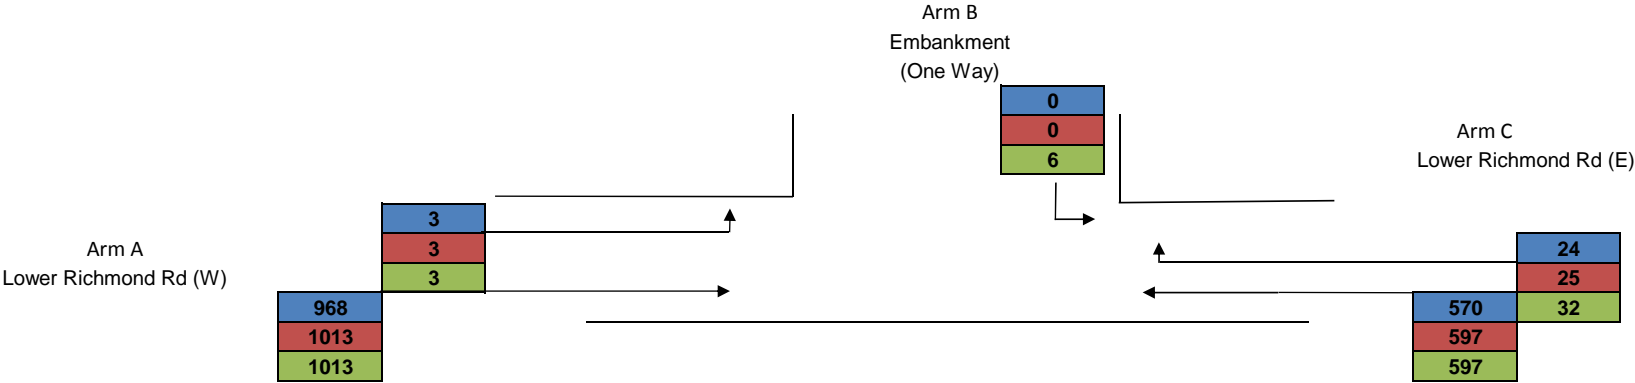 Arm B
Embankment
(One Way)
0
0
6
Arm C
Lower Richmond Rd (E)
3
3
3
Arm A
Lower Richmond Rd (W)
968
1013
1013
24
25
32
570
597
597